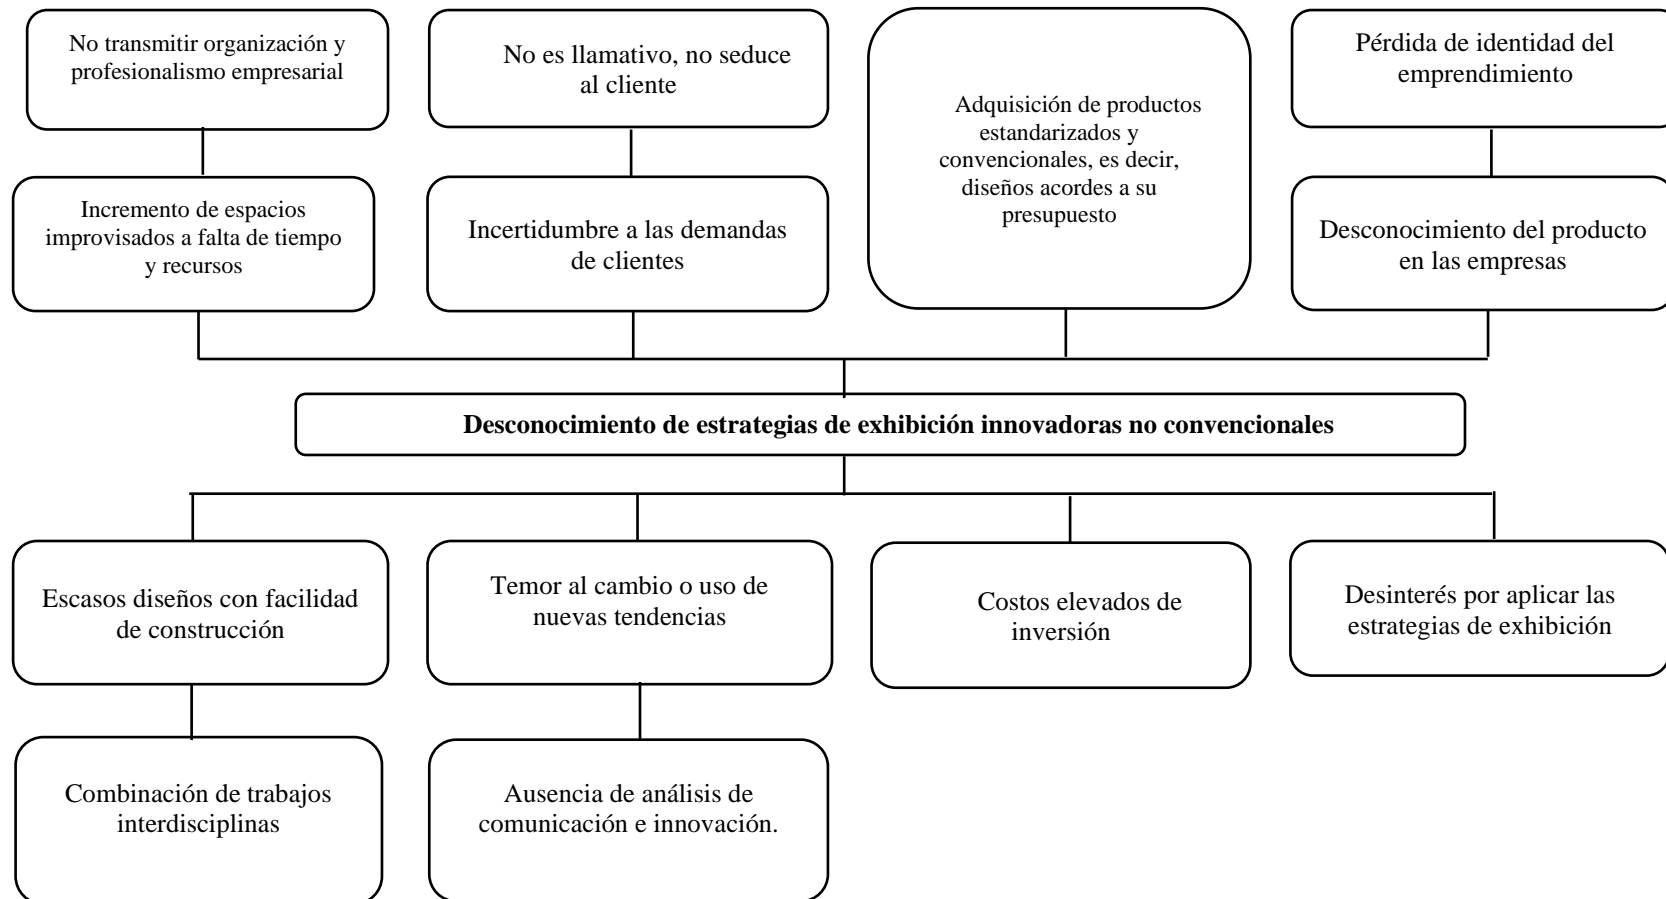 No transmitir organización y
profesionalismo empresarial
No es llamativo, no seduce
al cliente
Adquisición de productos
estandarizados y
convencionales, es decir,
diseños acordes a su
presupuesto
Pérdida de identidad del
emprendimiento
Incremento de espacios
improvisados a falta de tiempo
y recursos
Incertidumbre a las demandas
de clientes
Desconocimiento del producto
en las empresas
Desconocimiento de estrategias de exhibición innovadoras no convencionales
Escasos diseños con facilidad
de construcción
Temor al cambio o uso de
nuevas tendencias
Costos elevados de
inversión
Desinterés por aplicar las
estrategias de exhibición
Combinación de trabajos
interdisciplinas
Ausencia de análisis de
comunicación e innovación.